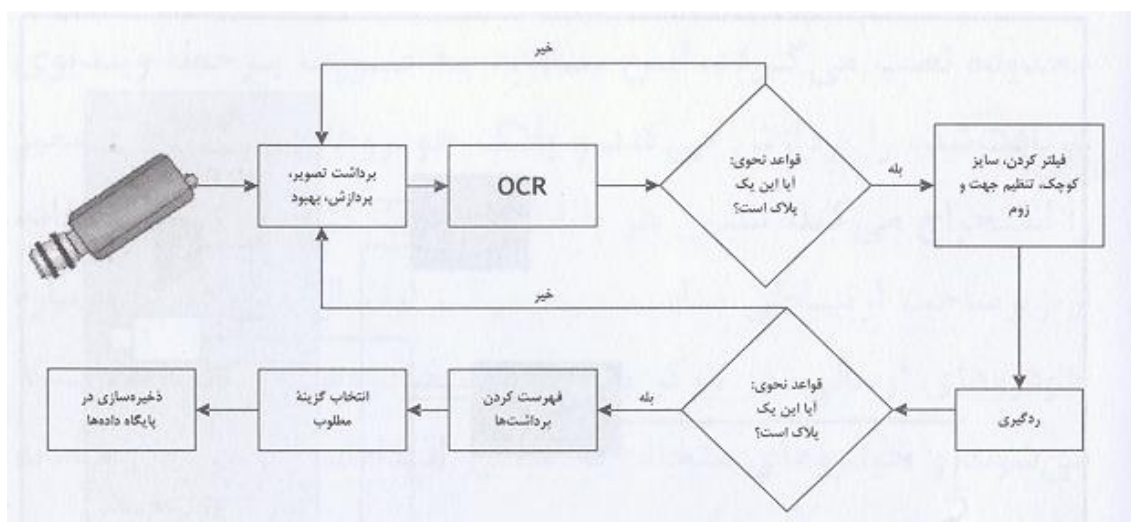 خیر
برداشت تصویر،
پردازش، بهبود
OCR
قواعد نحوی:
آیا این یک
پلاک است؟
بله
فیلتر کردن، سایز
کوچک، تنظیم جهت و
زوم
خیر
ردگیری
قواعد نحوی:
آیا این یک
پلاک است؟
بله
فهرست کردن
برداشت‌ها
انتخاب گزینهٔ
مطلوب
ذخیره‌سازی در
پایگاه داده‌ها